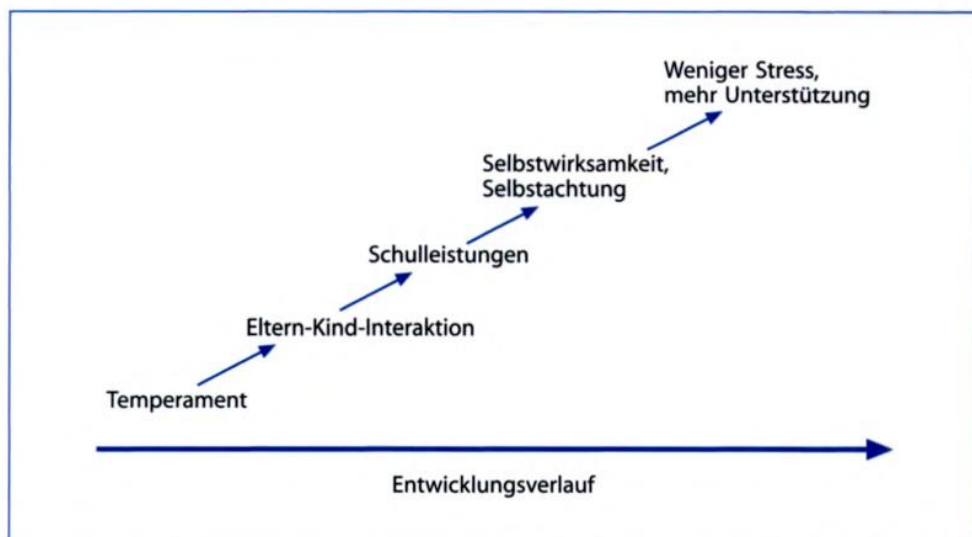 Weniger Stress,
mehr Unterstützung
Selbstwirksamkeit,
Selbstachtung
Schulleistungen
Eltern-Kind-Interaktion
Temperament
Entwicklungsverlauf